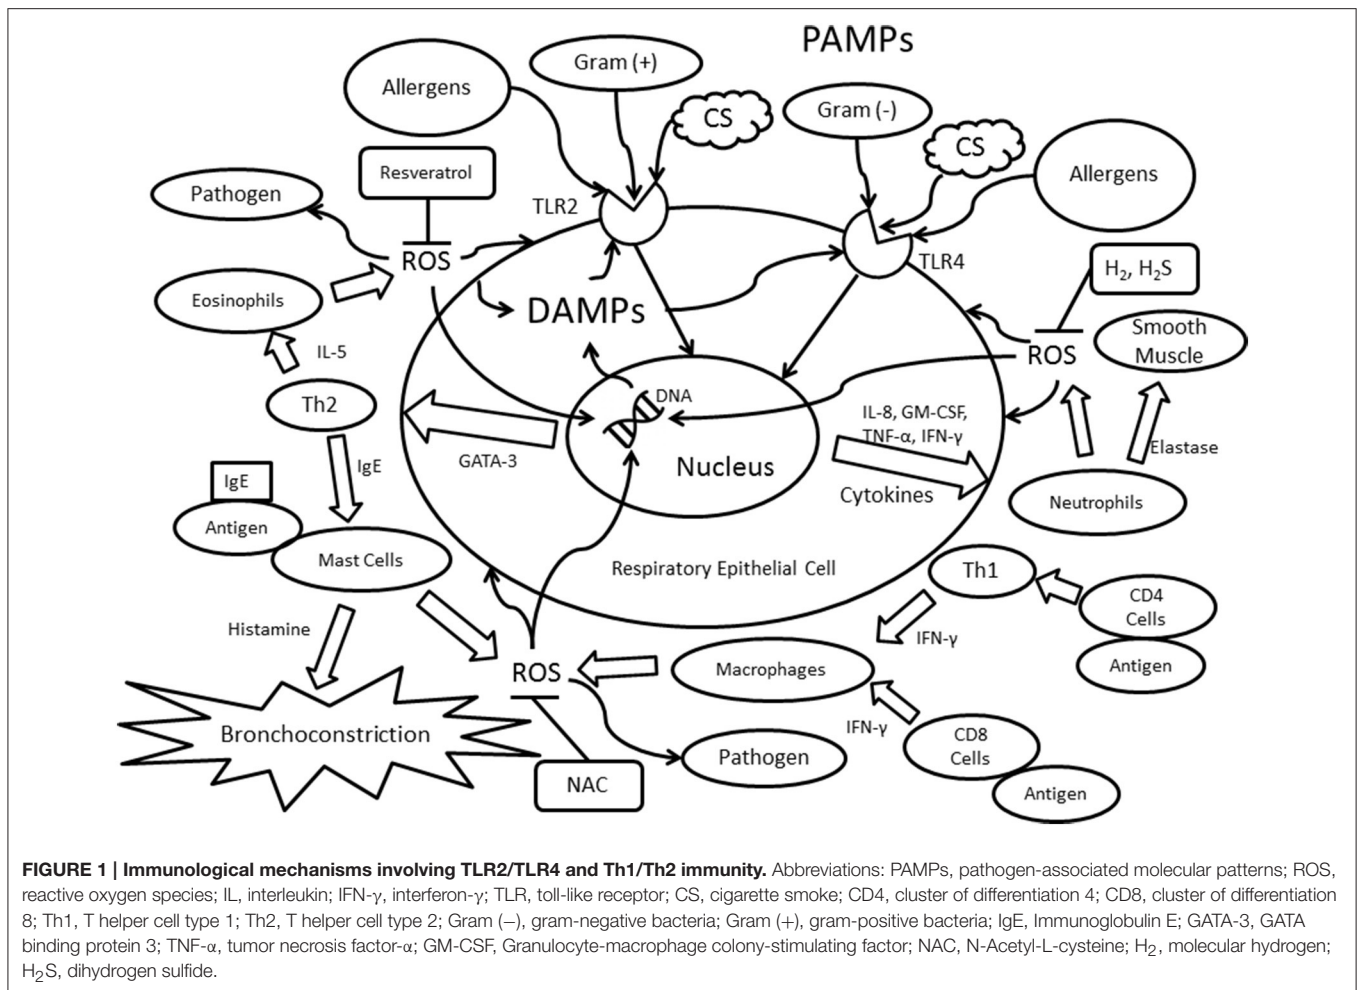 PAMPs
Gram (+)
Allergens
CS
Gram (-)
CS
Allergens
Resveratrol
Pathogen
TLR2
ROS
TLR4
H₂, H₂S
Eosinophils
DAMPs
Smooth
Muscle
ROS
IL-5
Th2
DNA
IL-8, GM-CSF,
TNF-α, IFN-γ
Elastase
IgE
GATA-3
Nucleus
Cytokines
IgE
Neutrophils
Antigen
Mast Cells
Respiratory Epithelial Cell
Th1
CD4
Cells
Histamine
IFN-γ
ROS
Macrophages
Antigen
Bronchoconstriction
IFN-γ
CD8
Cells
Pathogen
NAC
Antigen
FIGURE 1 | Immunological mechanisms involving TLR2/TLR4 and Th1/Th2 immunity. Abbreviations: PAMPs, pathogen-associated molecular patterns; ROS,
reactive oxygen species; IL, interleukin; IFN-γ, interferon-γ; TLR, toll-like receptor; CS, cigarette smoke; CD4, cluster of differentiation 4; CD8, cluster of differentiation
8; Th1, T helper cell type 1; Th2, T helper cell type 2; Gram (−), gram-negative bacteria; Gram (+), gram-positive bacteria; IgE, Immunoglobulin E; GATA-3, GATA
binding protein 3; TNF-α, tumor necrosis factor-α; GM-CSF, Granulocyte-macrophage colony-stimulating factor; NAC, N-Acetyl-L-cysteine; H₂, molecular hydrogen;
H₂S, dihydrogen sulfide.